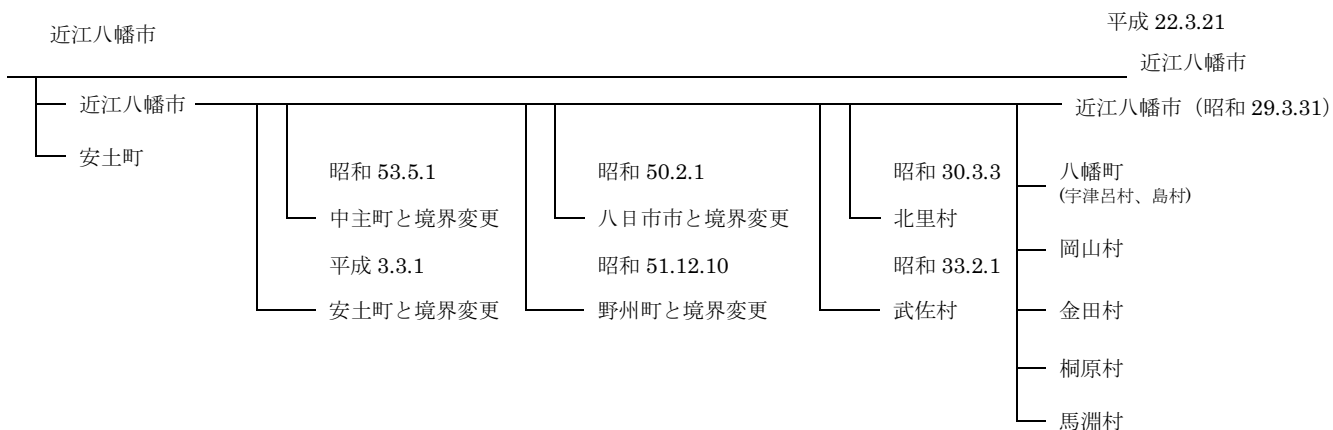 近江八幡市
平成 22.3.21
近江八幡市
近江八幡市
近江八幡市（昭和 29.3.31）
安土町
昭和 53.5.1
中主町と境界変更
平成 3.3.1
安土町と境界変更
昭和 50.2.1
八日市市と境界変更
昭和 51.12.10
野州町と境界変更
昭和 30.3.3
北里村
昭和 33.2.1
武佐村
八幡町
(宇津呂村、島村)
岡山村
金田村
桐原村
馬淵村